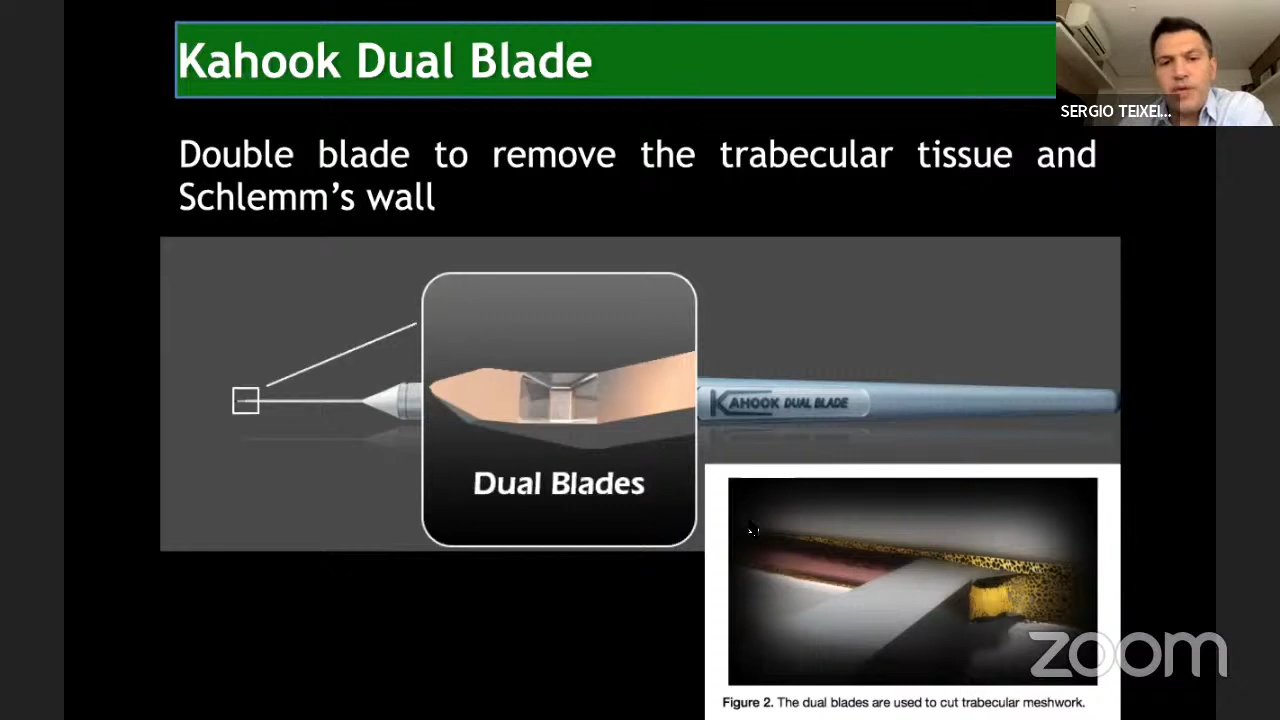 Kahook Dual Blade
SERGIO TEIXEI...
Double blade to remove the trabecular tissue and
Schlemm’s wall
KAHOOK DUAL BLADE
Dual Blades
zoom
Figure 2. The dual blades are used to cut trabecular meshwork.